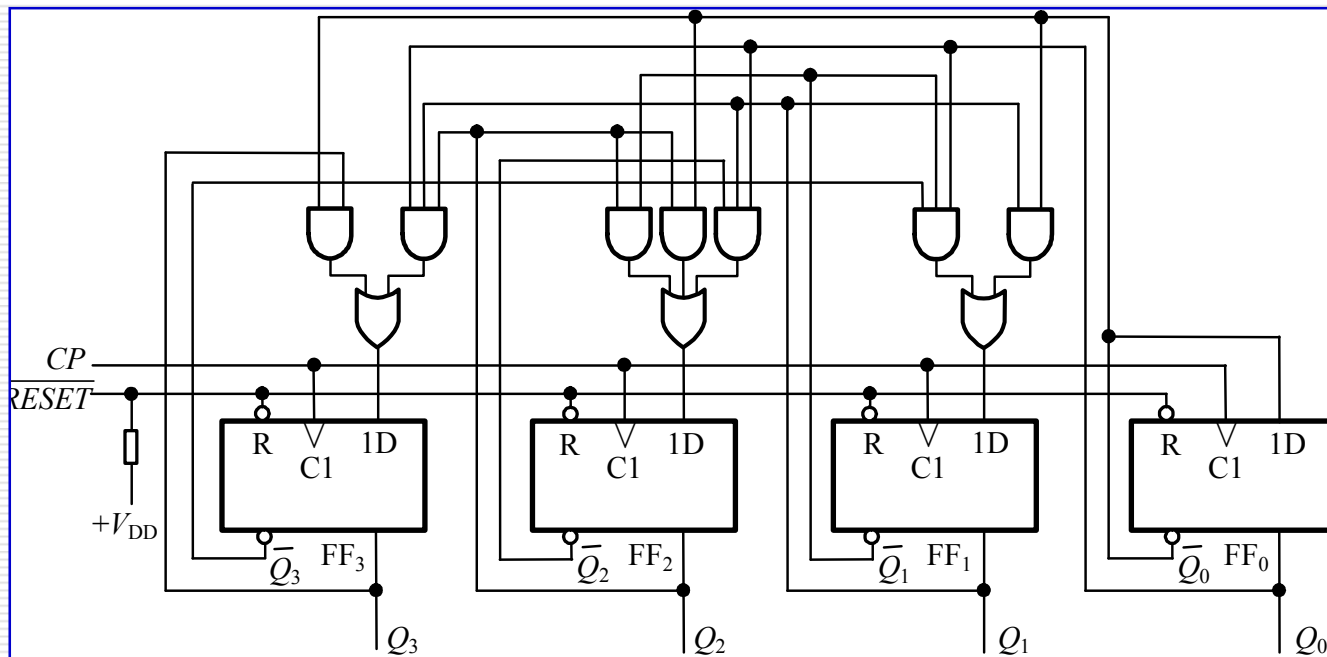 CP
RESET
R C1 1D
R C1 1D
R C1 1D
R C1 1D
+V_DD
Q̅₃ FF₃
Q̅₂ FF₂
Q̅₁ FF₁
Q̅₀ FF₀
Q₃
Q₂
Q₁
Q₀